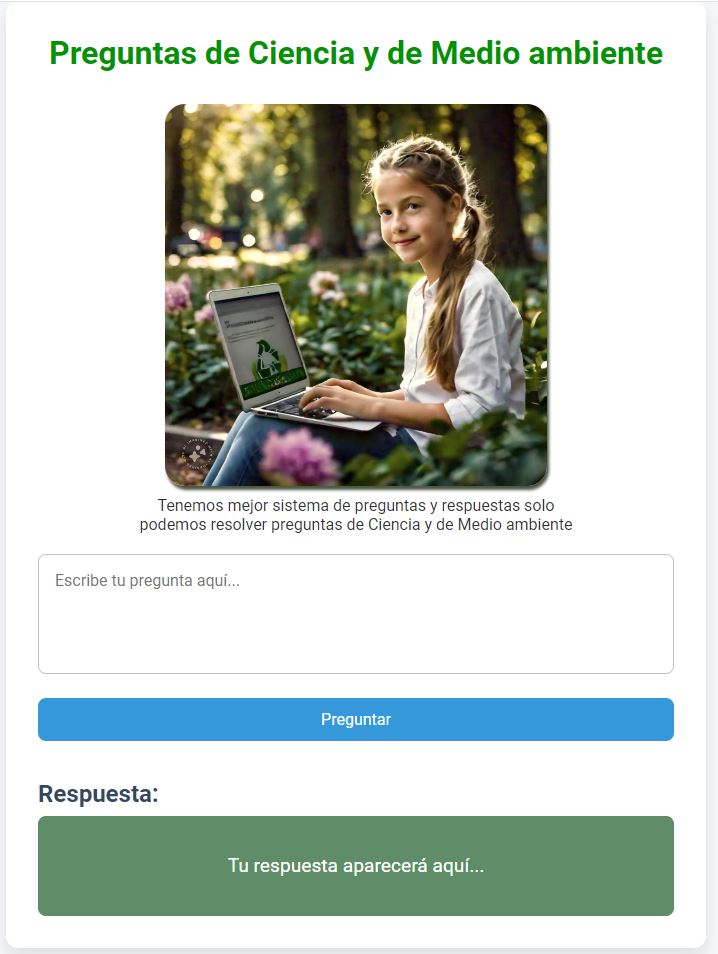 Preguntas de Ciencia y de Medio ambiente
Tenemos mejor sistema de preguntas y respuestas solo
podemos resolver preguntas de Ciencia y de Medio ambiente
Escribe tu pregunta aquí...
Preguntar
Respuesta:
Tu respuesta aparecerá aquí...